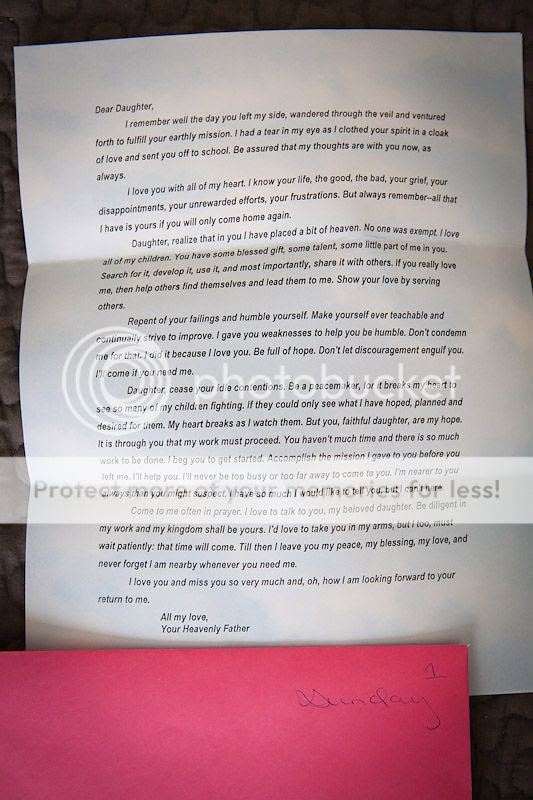 Dear Daughter,
I remember well the day you left my side, wandered through the veil and ventured
forth to fulfill your earthly mission. I had a tear in my eye as I clothed your spirit in a cloak
of love and sent you off to school. Be assured that my thoughts are with you now, as
always.
I love you with all of my heart. I know your life, the good, the bad, your grief, your
disappointments, your unrewarded efforts, your frustrations. But always remember--all that
I have is yours if you will only come home again.
Daughter, realize that in you I have placed a bit of heaven. No one was exempt. I love
all of my children. You have some blessed gift, some talent, some little part of me in you.
Search for it, develop it, use it, and most importantly, share it with others. If you really love
me, then help others find themselves and lead them to me. Show your love by serving
others.
Repent of your failings and humble yourself. Make yourself ever teachable and
continually strive to improve. I gave you weaknesses to help you be humble. Don't condemn
me for that. I did it because I love you. Be full of hope. Don't let discouragement engulf you.
I'll come if you need me.
photobucket
Daughter, cease your idle contentions. Be a peacemaker, for it breaks my heart to
see so many of my children fighting. If they could only see what I have hoped, planned and
desired for them. My heart breaks as I watch them. But you, faithful daughter, are my hope.
It is through you that my work must proceed. You haven't much time and there is so much
work to be done. I beg you to get started. Accomplish the mission I gave to you before you
left me. I'll help you. I'll never be too busy or too far away to come to you. I'm nearer to you
always than you might suspect. I have so much I would like to tell you, but I can't here.
Protect more of your memories for less!
Come to me often in prayer. I love to talk to you, my beloved daughter. Be diligent in
my work and my kingdom shall be yours. I'd love to take you in my arms, but I too, must
wait patiently: that time will come. Till then I leave you my peace, my blessing, my love, and
never forget I am nearby whenever you need me.
I love you and miss you so very much and, oh, how I am looking forward to your
return to me.
All my love,
Your Heavenly Father
1
Sunday